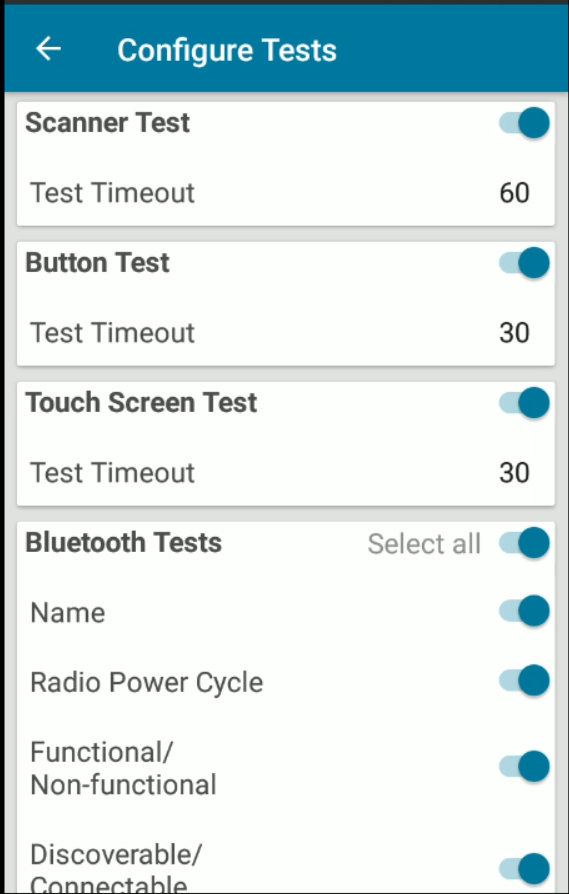 Configure Tests
Scanner Test
Test Timeout 60
Button Test
Test Timeout 30
Touch Screen Test
Test Timeout 30
Bluetooth Tests Select all
Name
Radio Power Cycle
Functional/
Non-functional
Discoverable/
Connectable